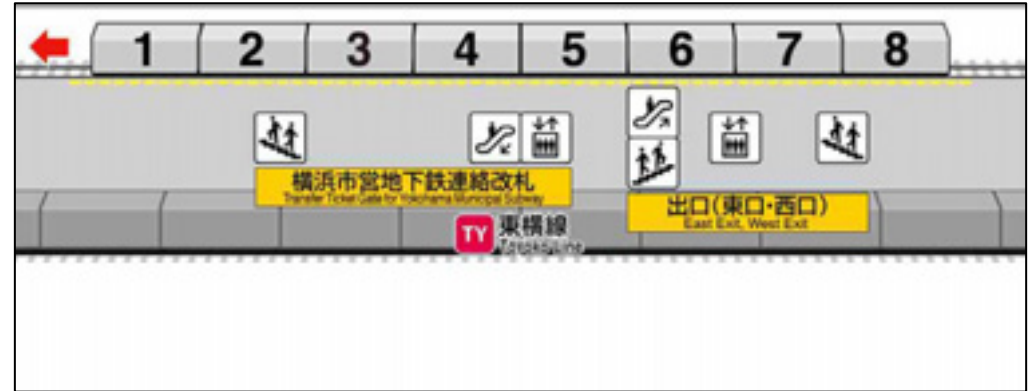 1 2 3 4 5 6 7 8
横浜市営地下鉄連絡改札
Transfer Ticket Gate for Yokohama Municipal Subway
出口(東口・西口)
East Exit, West Exit
TY 東横線
Toyoko Line